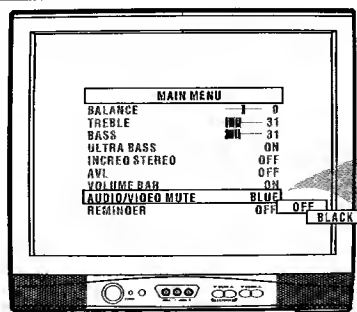 MAIN MENU
BALANCE 0
TREBLE 31
BASS 31
ULTRA BASS ON
INCREO STEREO OFF
AVL OFF
VOLUME BAR ON
AUDIO/VIDEO MUTE BLUE
OFF
BLACK
REMINDER OFF